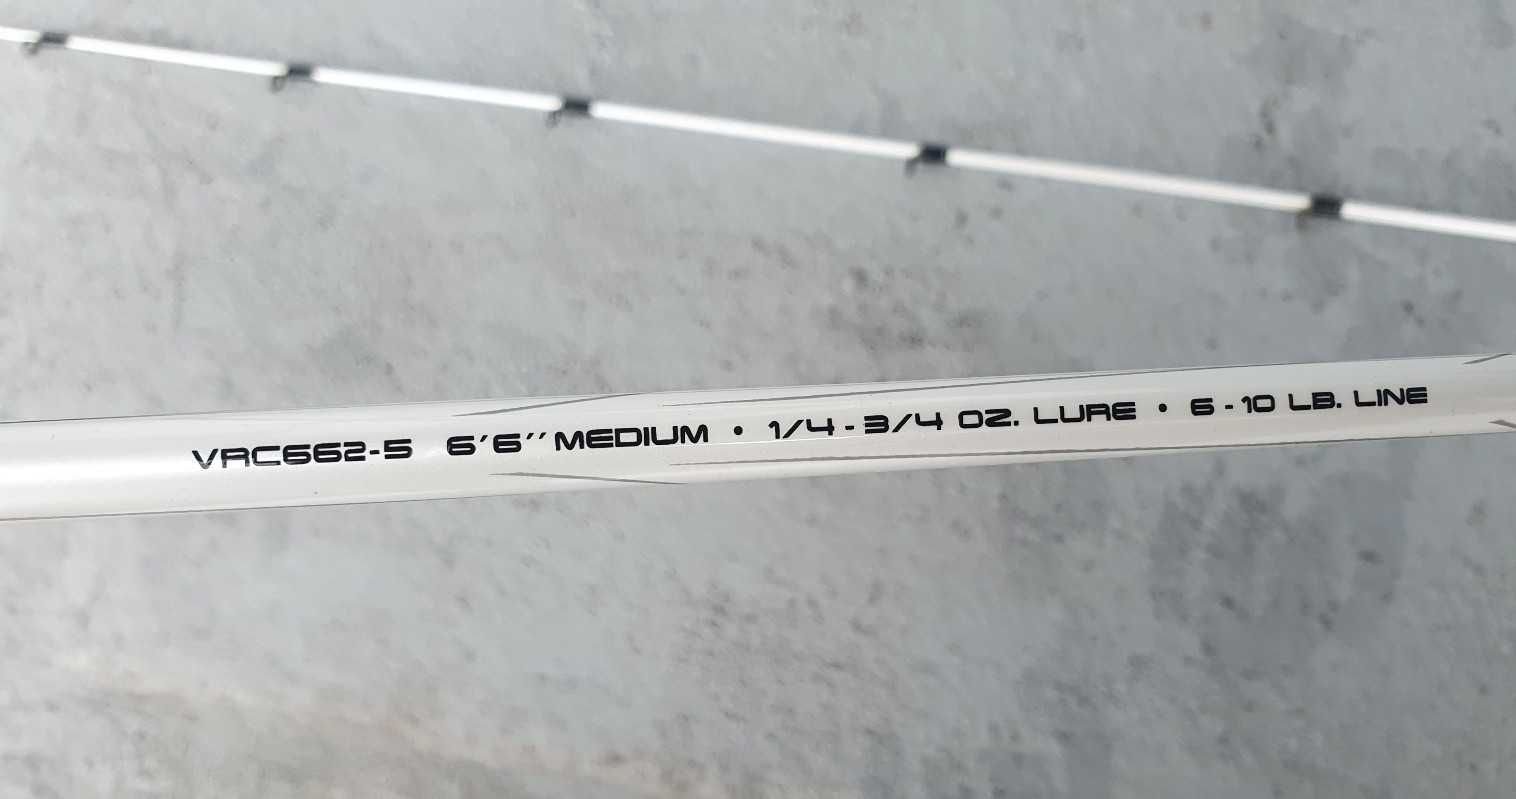 VRC662-5 6'6'' MEDIUM • 1/4 - 3/4 OZ. LURE • 6 - 10 LB. LINE